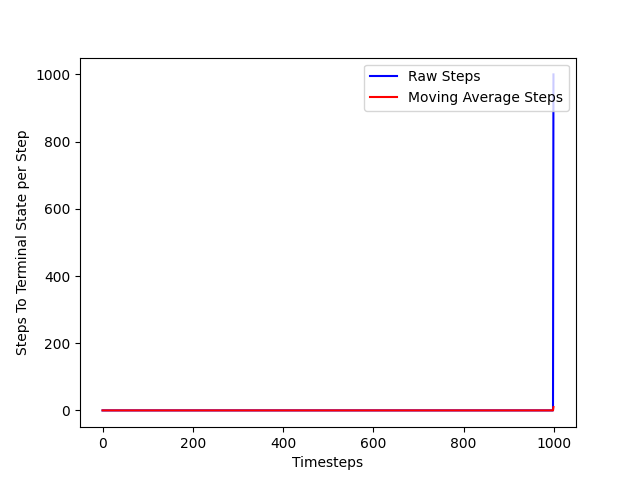 Raw Steps
Moving Average Steps
Steps To Terminal State per Step
1000
800
600
400
200
0
0 200 400 600 800 1000
Timesteps